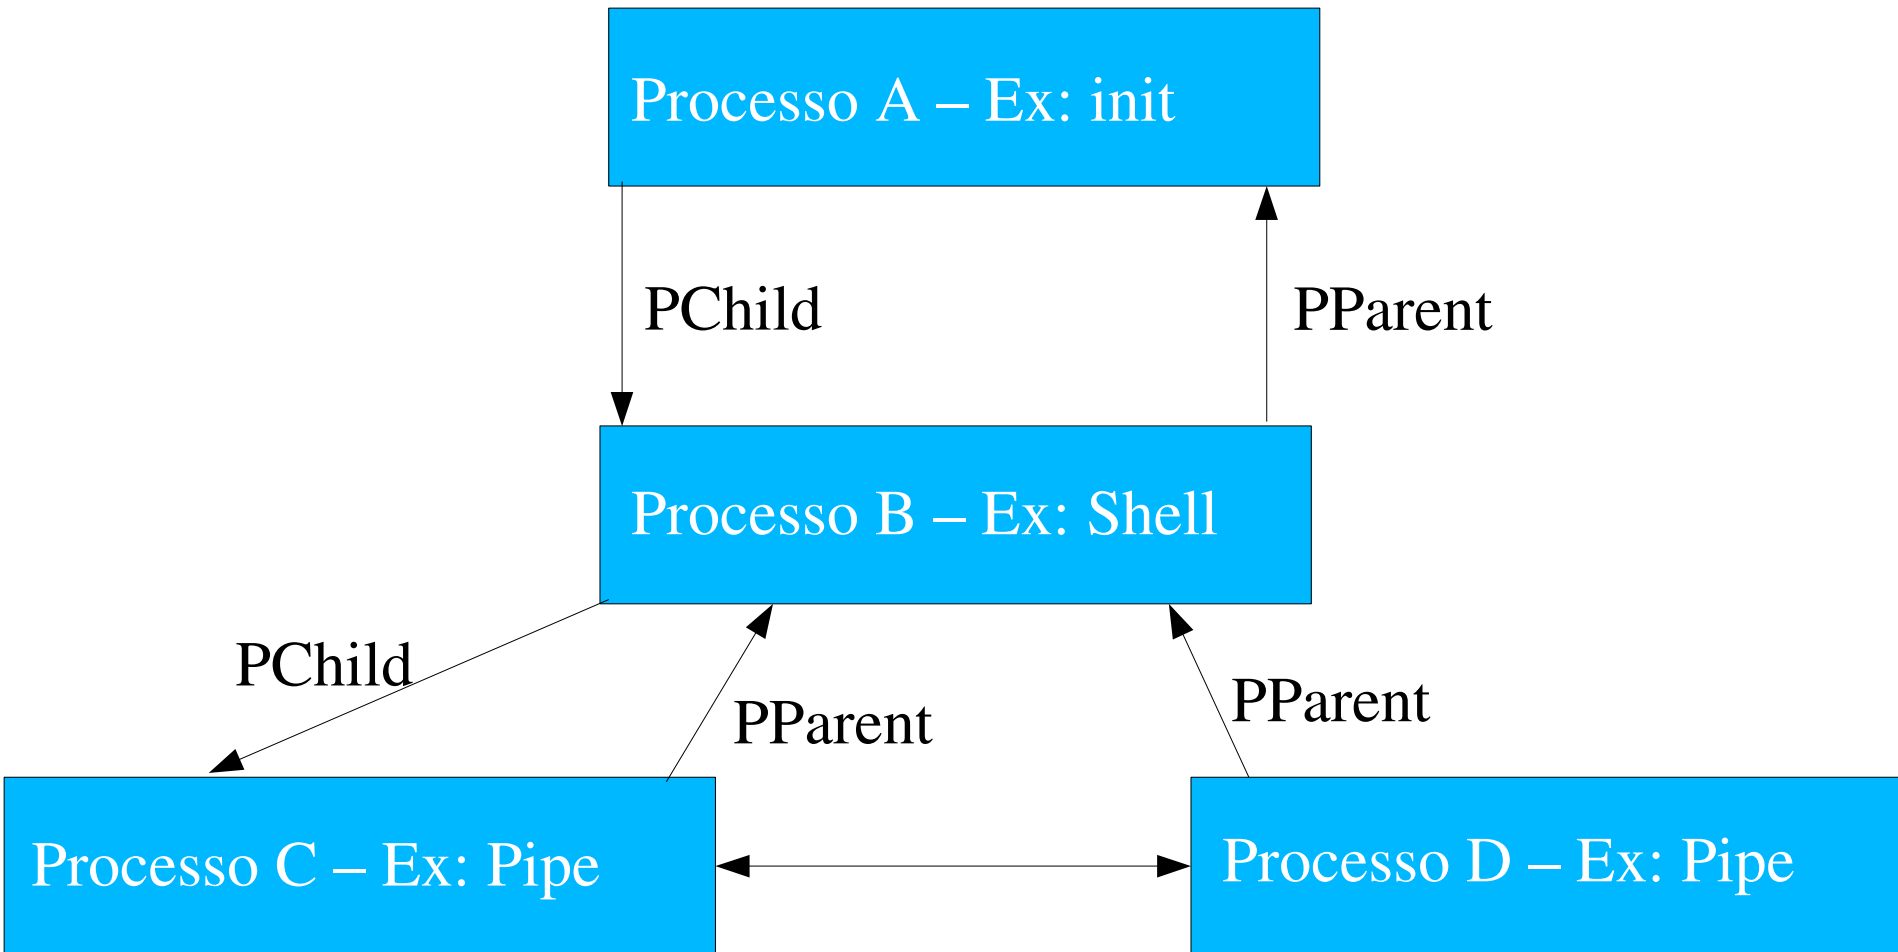 Processo A – Ex: init
PChild
PParent
Processo B – Ex: Shell
PChild
PParent
PParent
Processo C – Ex: Pipe
Processo D – Ex: Pipe